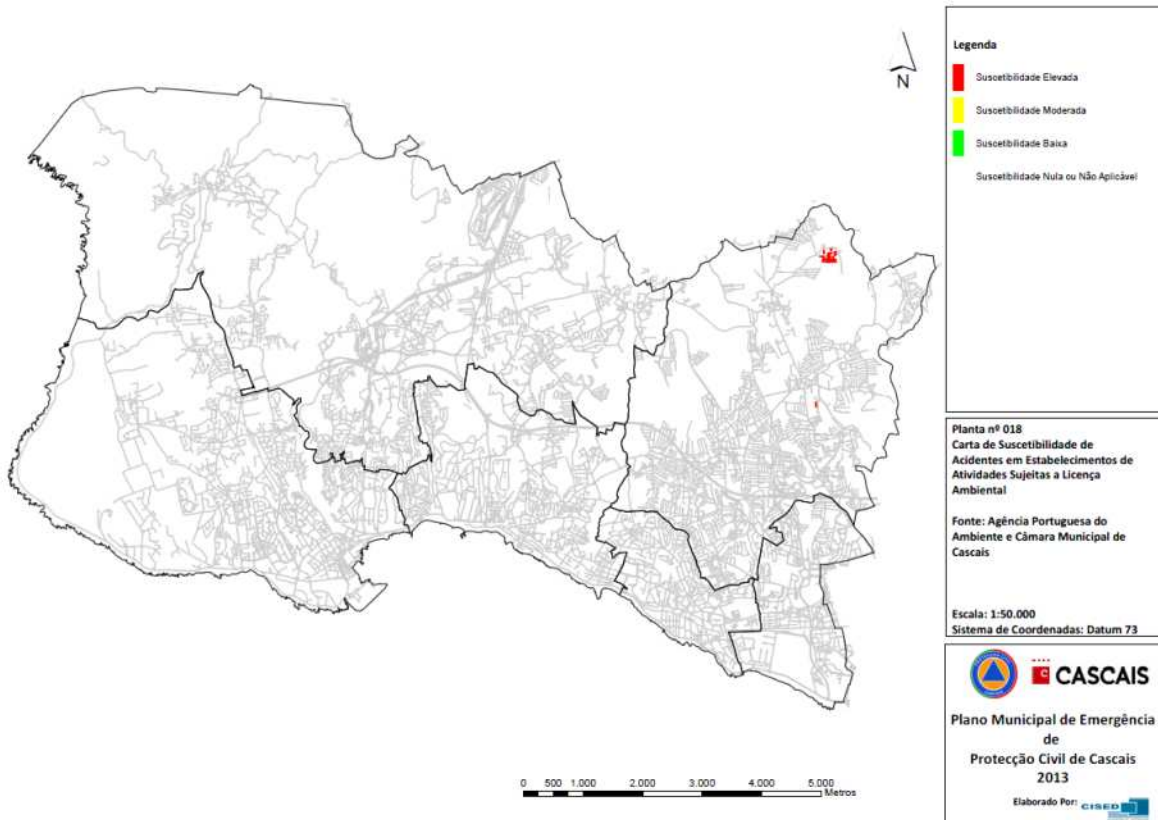 N
Legenda
Suscetibilidade Elevada
Suscetibilidade Moderada
Suscetibilidade Baixa
Suscetibilidade Nula ou Não Aplicável
Planta nº 018
Carta de Suscetibilidade de
Acidentes em Estabelecimentos de
Atividades Sujeitas a Licença
Ambiental
Fonte: Agência Portuguesa do
Ambiente e Câmara Municipal de
Cascais
Escala: 1:50.000
Sistema de Coordenadas: Datum 73
C CASCAIS
Plano Municipal de Emergência
de
Protecção Civil de Cascais
2013
Elaborado Por: CISED
0 500 1.000 2.000 3.000 4.000 5.000
Metros